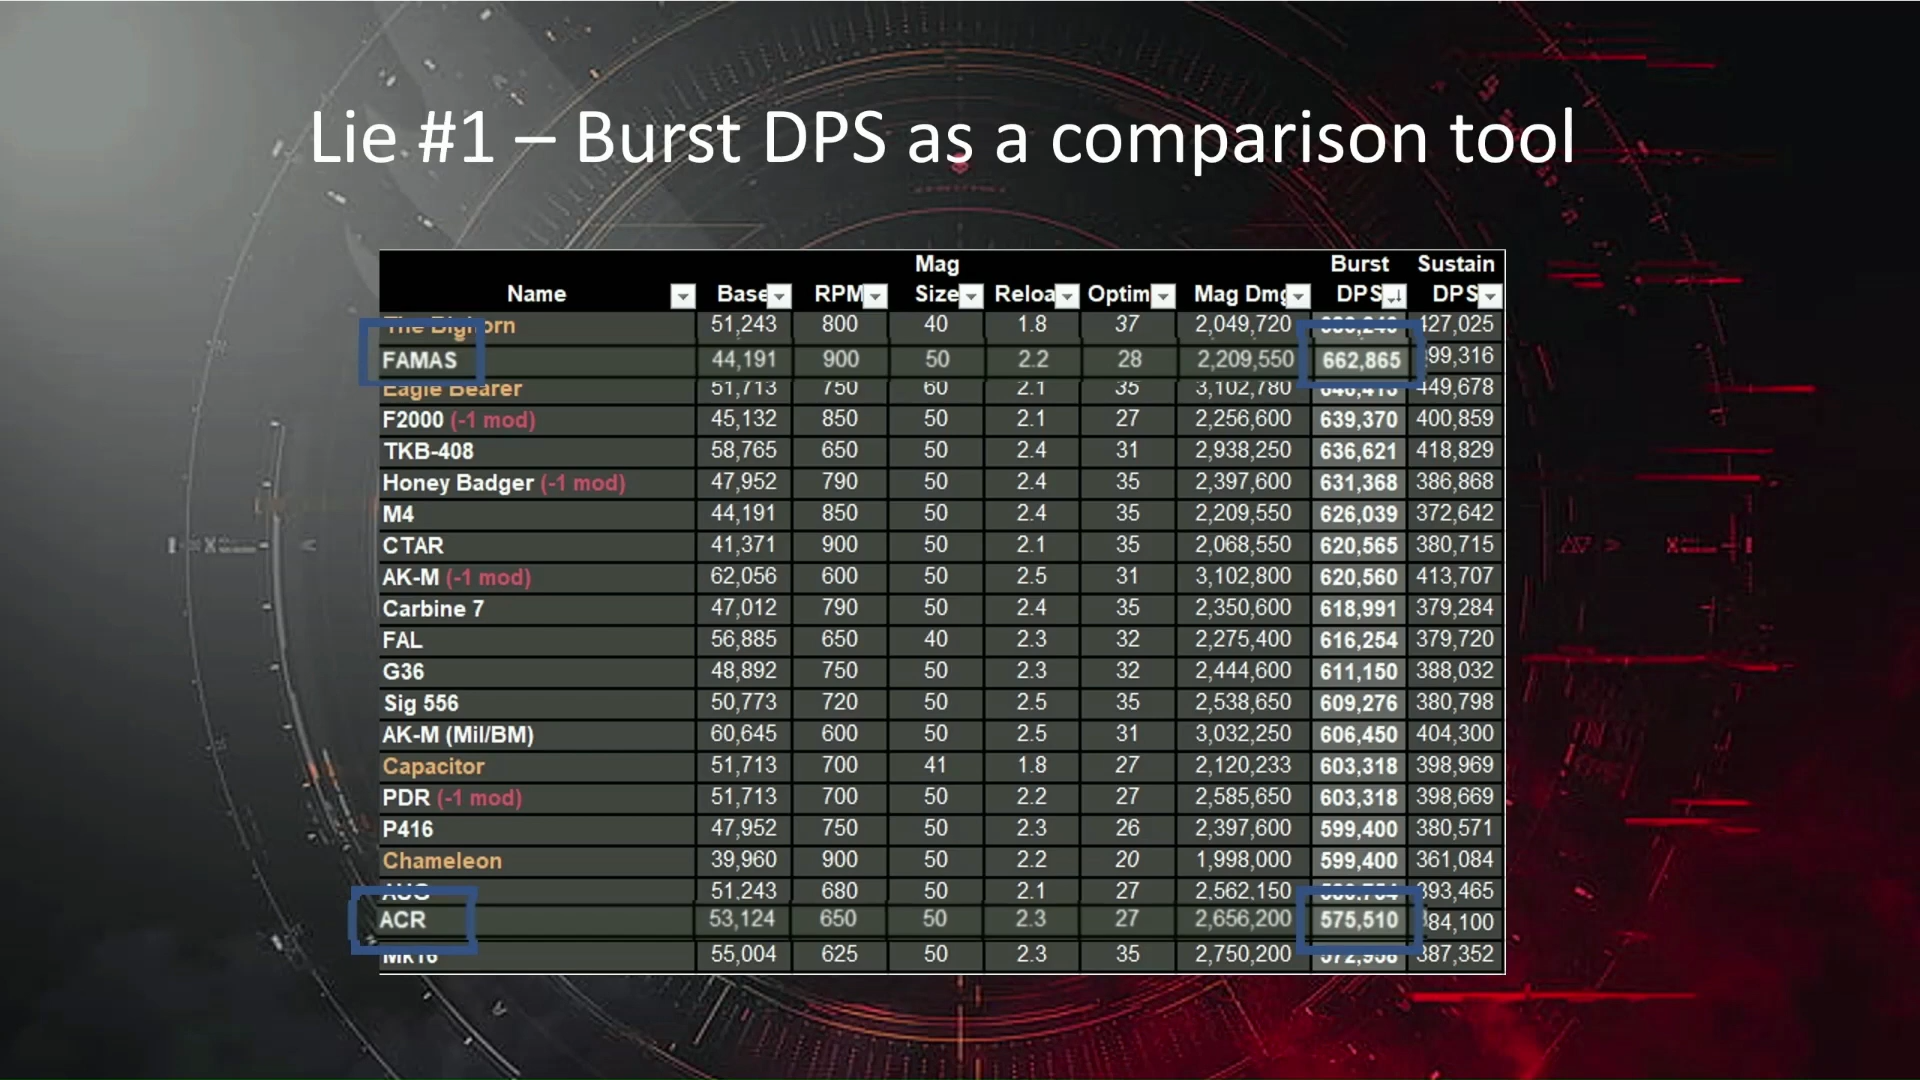 Lie #1 – Burst DPS as a comparison tool
Mag Burst Sustain
Name Base RPM Size Reloa Optim Mag Dmg DPS DPS
The Bighorn 51,243 800 40 1.8 37 2,049,720 427,025
FAMAS 44,191 900 50 2.2 28 2,209,550 662,865 99,316
Eagle Bearer 51,713 750 60 2.1 35 3,102,780 449,678
F2000 (-1 mod) 45,132 850 50 2.1 27 2,256,600 639,370 400,859
TKB-408 58,765 650 50 2.4 31 2,938,250 636,621 418,829
Honey Badger (-1 mod) 47,952 790 50 2.4 35 2,397,600 631,368 386,868
M4 44,191 850 50 2.4 35 2,209,550 626,039 372,642
CTAR 41,371 900 50 2.1 35 2,068,550 620,565 380,715
AK-M (-1 mod) 62,056 600 50 2.5 31 3,102,800 620,560 413,707
Carbine 7 47,012 790 50 2.4 35 2,350,600 618,991 379,284
FAL 56,885 650 40 2.3 32 2,275,400 616,254 379,720
G36 48,892 750 50 2.3 32 2,444,600 611,150 388,032
Sig 556 50,773 720 50 2.5 35 2,538,650 609,276 380,798
AK-M (Mil/BM) 60,645 600 50 2.5 31 3,032,250 606,450 404,300
Capacitor 51,713 700 41 1.8 27 2,120,233 603,318 398,969
PDR (-1 mod) 51,713 700 50 2.2 27 2,585,650 603,318 398,669
P416 47,952 750 50 2.3 26 2,397,600 599,400 380,571
Chameleon 39,960 900 50 2.2 20 1,998,000 599,400 361,084
AUG 51,243 680 50 2.1 27 2,562,150 393,465
ACR 53,124 650 50 2.3 27 2,656,200 575,510 84,100
Mk16 55,004 625 50 2.3 35 2,750,200 572,958 387,352